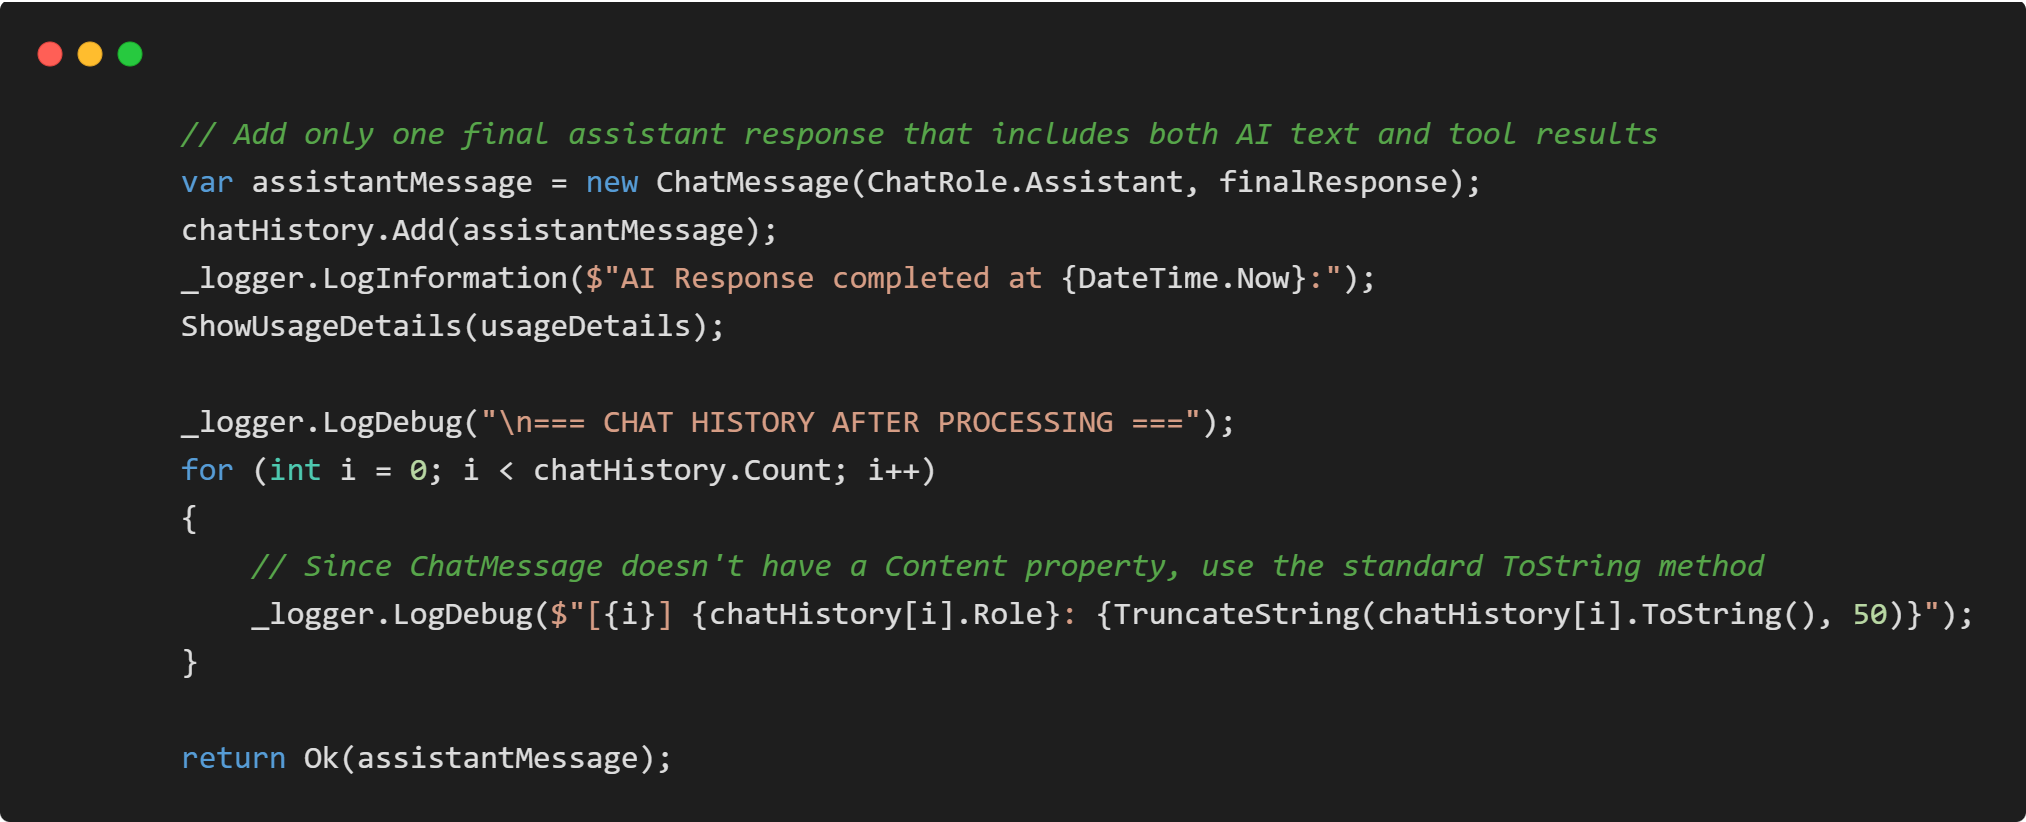 // Add only one final assistant response that includes both AI text and tool results
var assistantMessage = new ChatMessage(ChatRole.Assistant, finalResponse);
chatHistory.Add(assistantMessage);
_logger.LogInformation($"AI Response completed at {DateTime.Now}:");
ShowUsageDetails(usageDetails);

_logger.LogDebug("\n=== CHAT HISTORY AFTER PROCESSING ===");
for (int i = 0; i < chatHistory.Count; i++)
{
    // Since ChatMessage doesn't have a Content property, use the standard ToString method
    _logger.LogDebug($"[{i}] {chatHistory[i].Role}: {TruncateString(chatHistory[i].ToString(), 50)}");
}

return Ok(assistantMessage);